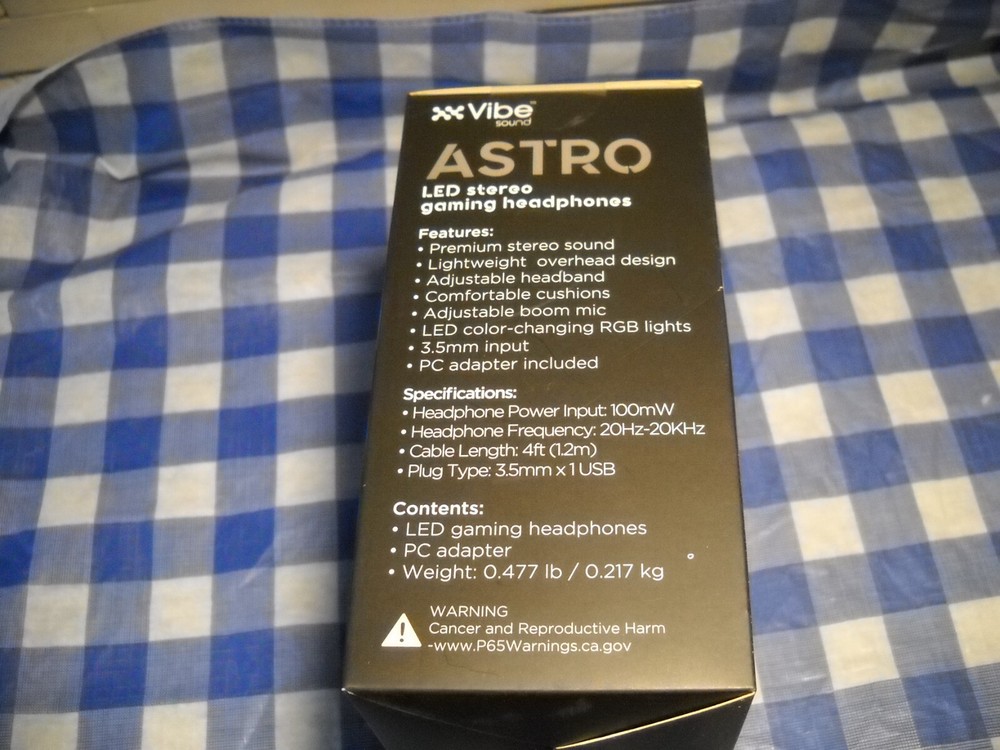 Vibe™
sound
ASTRO
LED stereo
gaming headphones
Features:
• Premium stereo sound
• Lightweight overhead design
• Adjustable headband
• Comfortable cushions
• Adjustable boom mic
• LED color-changing RGB lights
• 3.5mm input
• PC adapter included
Specifications:
• Headphone Power Input: 100mW
• Headphone Frequency: 20Hz-20KHz
• Cable Length: 4ft (1.2m)
• Plug Type: 3.5mm x 1 USB
Contents:
• LED gaming headphones
• PC adapter
• Weight: 0.477 lb / 0.217 kg
WARNING
Cancer and Reproductive Harm
-www.P65Warnings.ca.gov